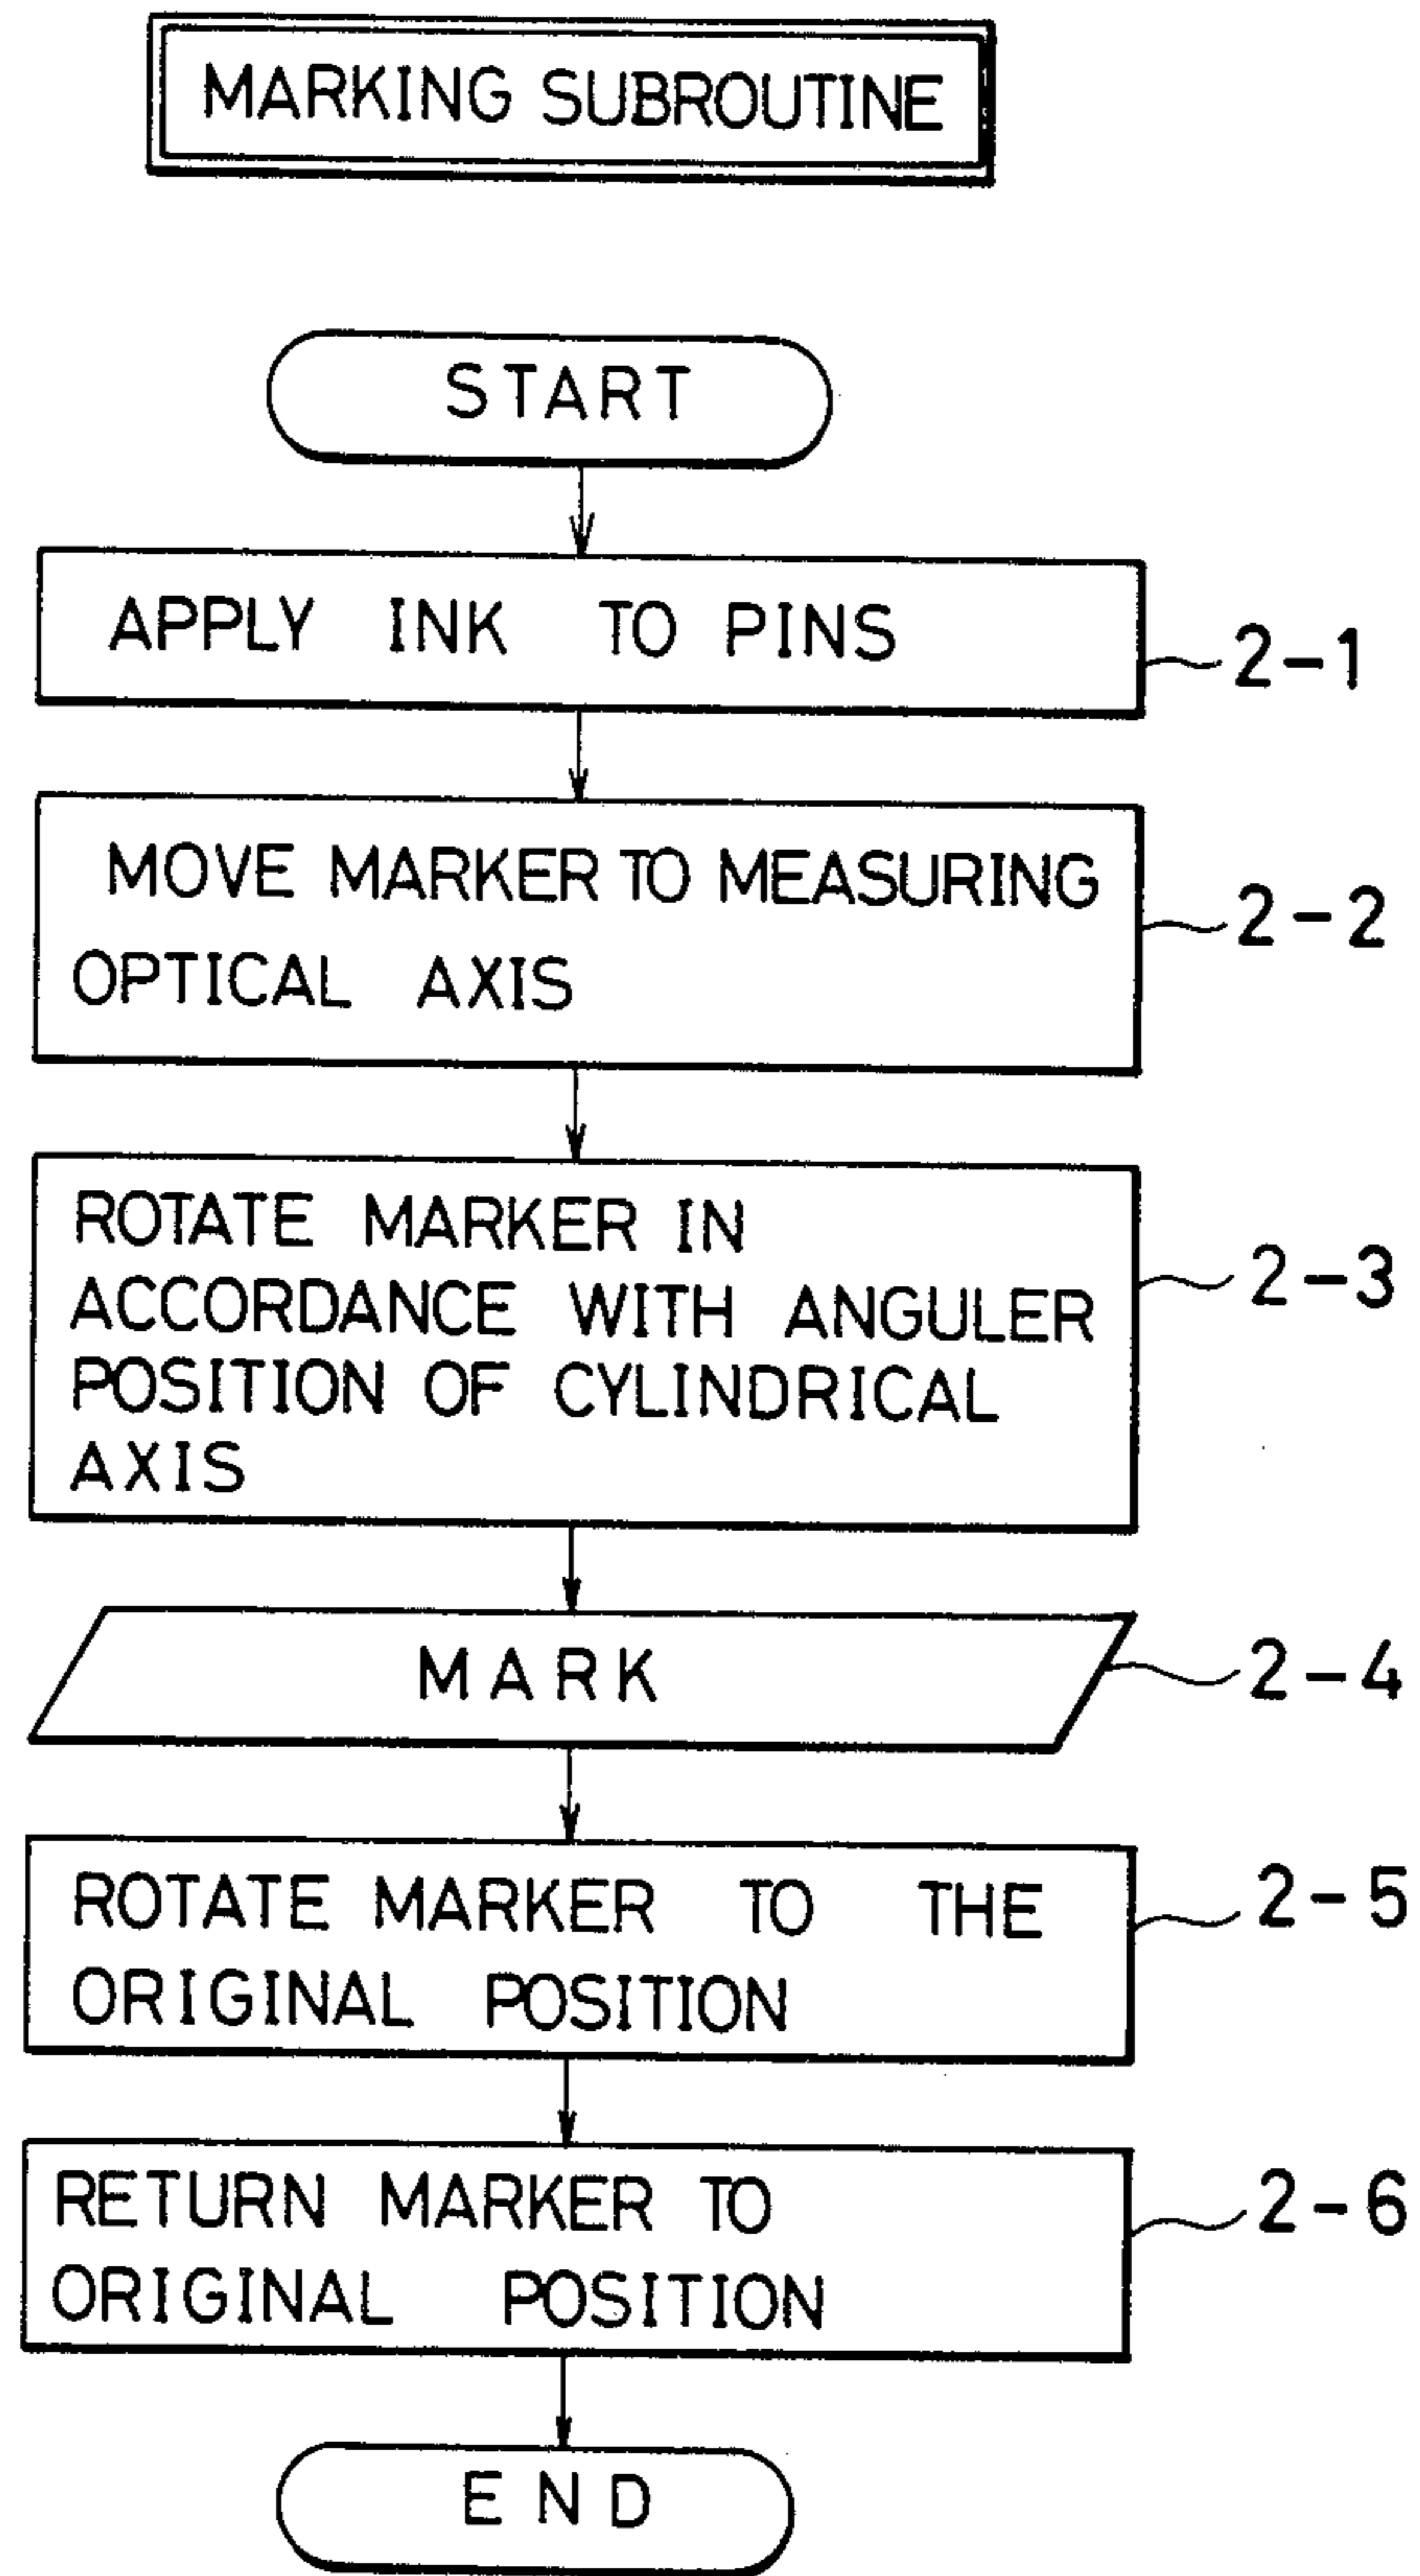 MARKING SUBROUTINE
START
APPLY INK TO PINS
2-1
MOVE MARKER TO MEASURING
OPTICAL AXIS
2-2
ROTATE MARKER IN
ACCORDANCE WITH ANGULER
POSITION OF CYLINDRICAL
AXIS
2-3
MARK
2-4
ROTATE MARKER TO THE
ORIGINAL POSITION
2-5
RETURN MARKER TO
ORIGINAL POSITION
2-6
END